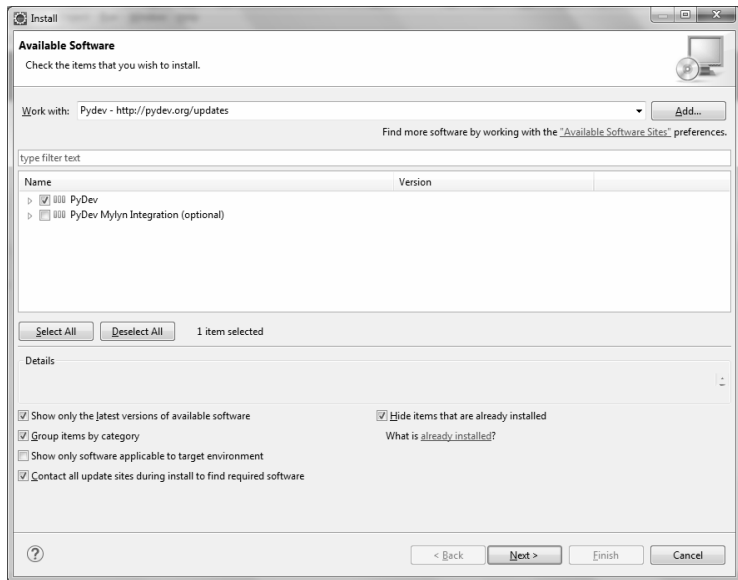 Install
Available Software
Check the items that you wish to install.
Work with: Pydev - http://pydev.org/updates
Add...
Find more software by working with the "Available Software Sites" preferences.
type filter text
Name Version
PyDev
PyDev Mylyn Integration (optional)
Select All Deselect All 1 item selected
Details
Show only the latest versions of available software
Hide items that are already installed
Group items by category
What is already installed?
Show only software applicable to target environment
Contact all update sites during install to find required software
? < Back Next > Finish Cancel